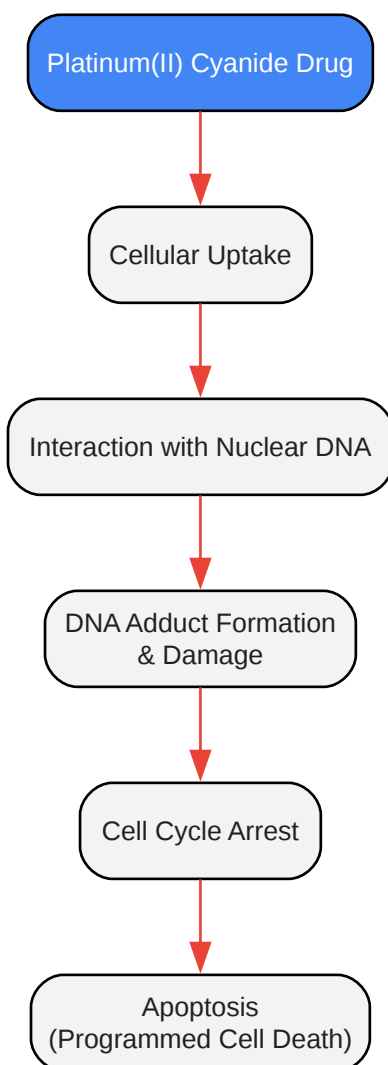 Platinum(II) Cyanide Drug
Cellular Uptake
Interaction with Nuclear DNA
DNA Adduct Formation
& Damage
Cell Cycle Arrest
Apoptosis
(Programmed Cell Death)